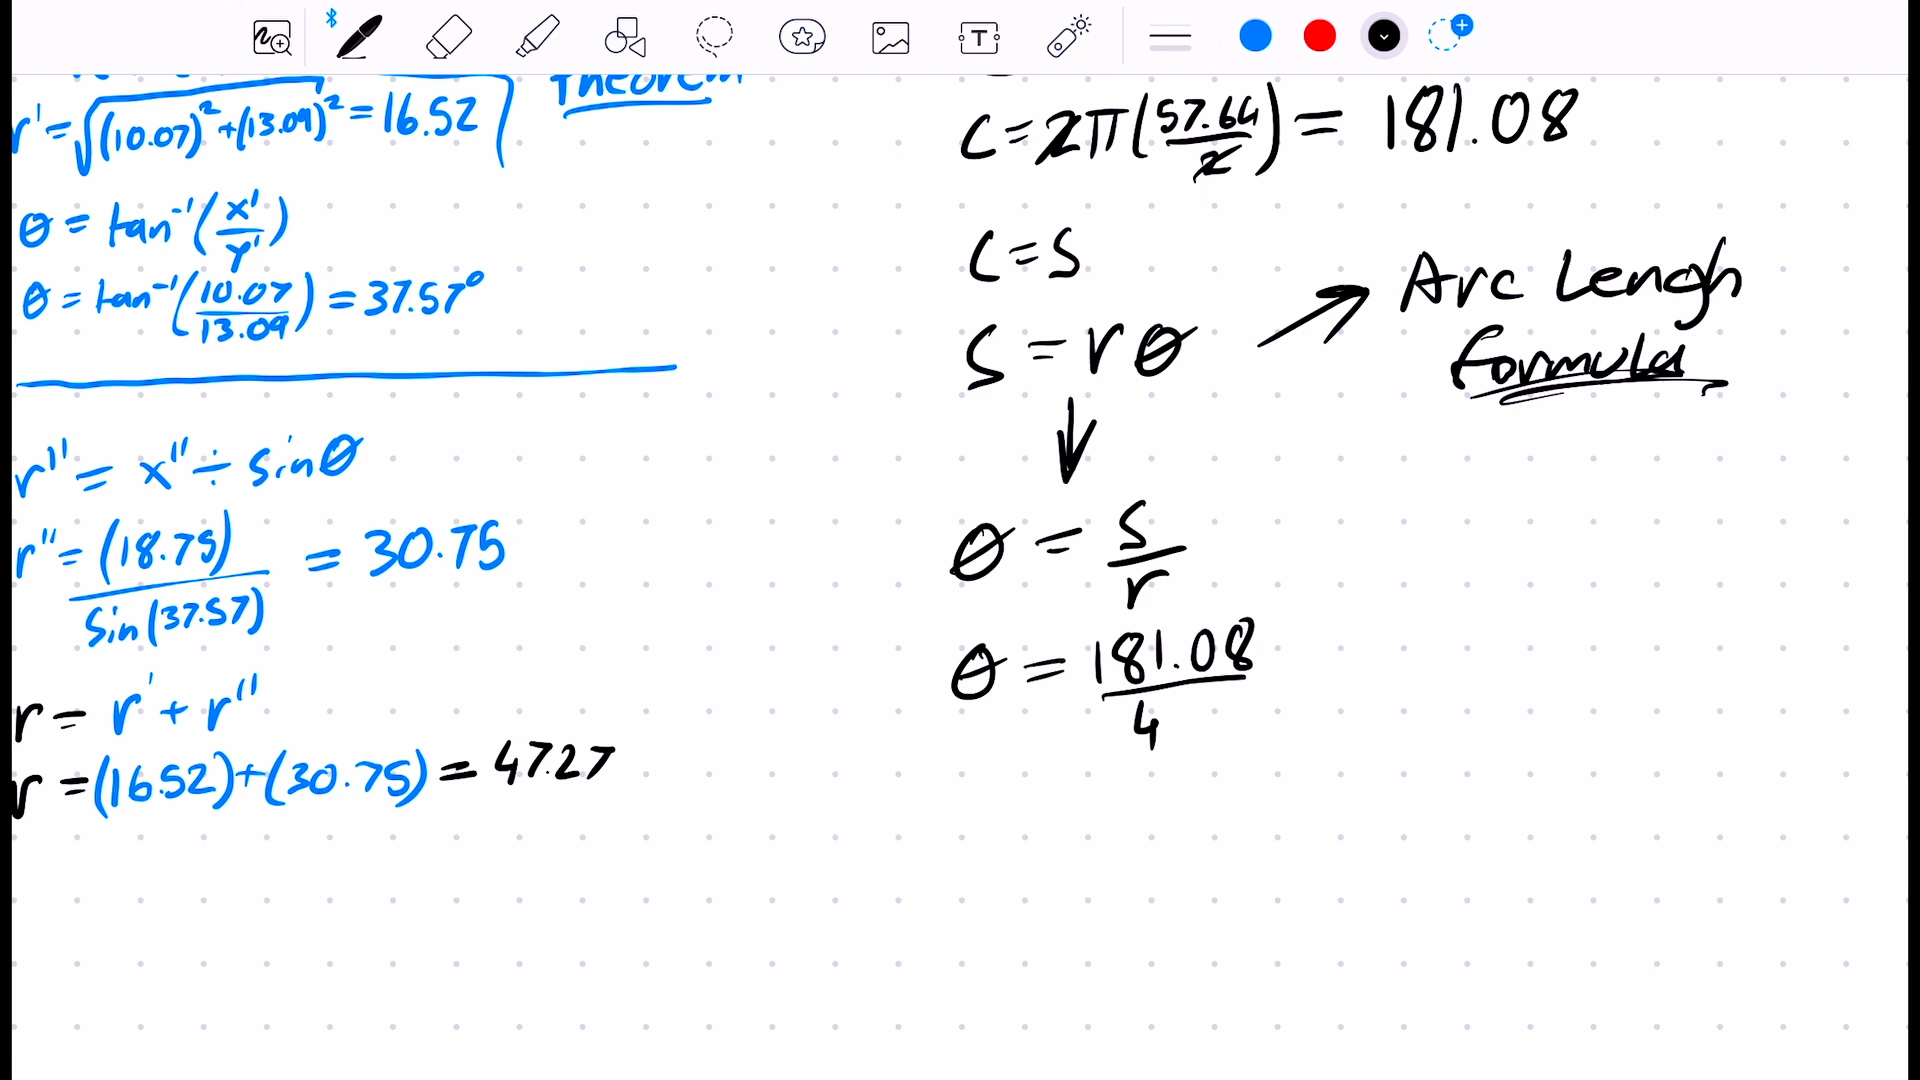 theorem
r' = √(10.07)² + (13.09)² = 16.52
θ = tan⁻¹(x'/y')
θ = tan⁻¹(10.07/13.09) = 37.57°
r'' = x'' ÷ sinθ
r'' = (18.75)/sin(37.57) = 30.75
r = r' + r''
r = (16.52)+(30.75) = 47.27
C = 2π(57.64/2) = 181.08
C = S
S = rθ → Arc Lengh
formula
↓
θ = S/r
θ = 181.08/4
T